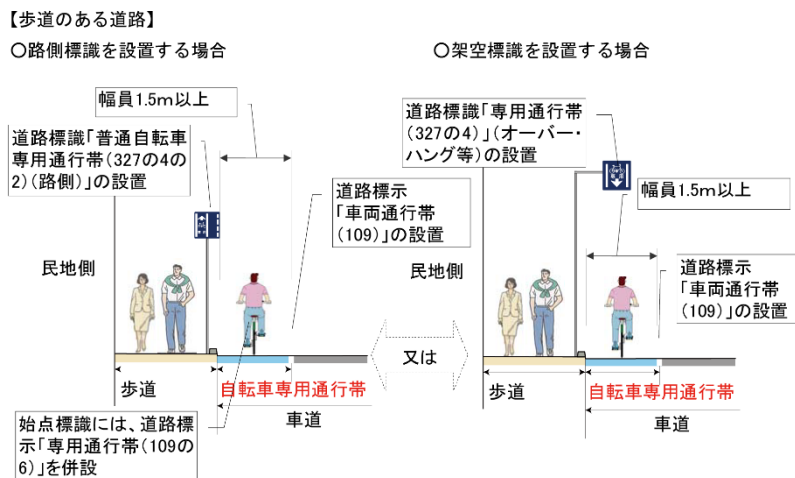 【歩道のある道路】
○路側標識を設置する場合
幅員1.5m以上
道路標識「普通自転車
専用通行帯(327の4の
2)(路側)」の設置
道路標示
「車両通行帯
(109)」の設置
民地側
歩道
自転車専用通行帯
車道
始点標識には、道路標
示「専用通行帯(109の
6)」を併設
又は
○架空標識を設置する場合
道路標識「専用通行帯
(327の4)」(オーバー・
ハング等)の設置
幅員1.5m以上
道路標示
「車両通行帯
(109)」の設置
民地側
歩道
自転車専用通行帯
車道